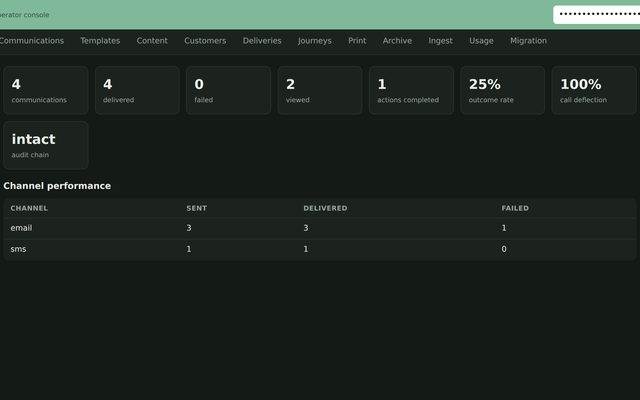 perator console
Communications Templates Content Customers Deliveries Journeys Print Archive Ingest Usage Migration
4 4 0 2 1 25% 100%
communications delivered failed viewed actions completed outcome rate call deflection
intact
audit chain
Channel performance
CHANNEL SENT DELIVERED FAILED
email 3 3 1
sms 1 1 0